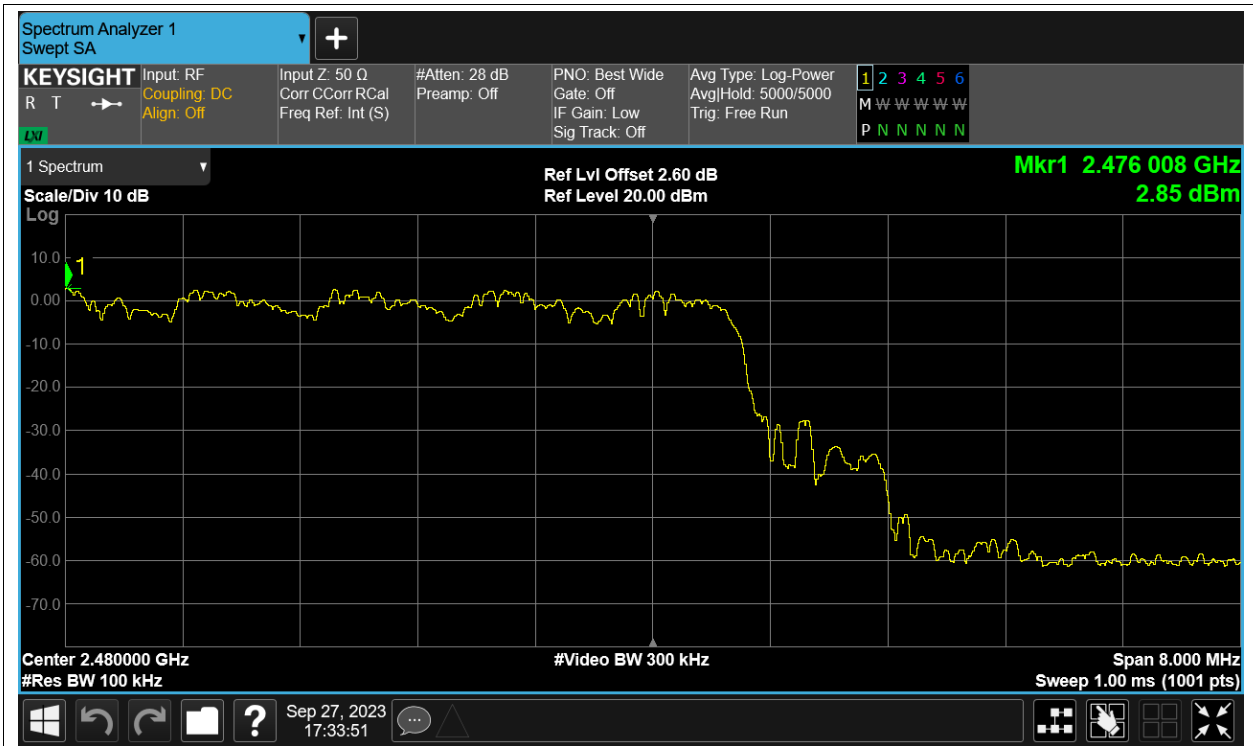 Spectrum Analyzer 1
Swept SA
KEYSIGHT
R T
LXI
Input: RF
Coupling: DC
Align: Off
Input Z: 50 Ω
Corr CCorr RCal
Freq Ref: Int (S)
#Atten: 28 dB
Preamp: Off
PNO: Best Wide
Gate: Off
IF Gain: Low
Sig Track: Off
Avg Type: Log-Power
Avg|Hold: 5000/5000
Trig: Free Run
1 2 3 4 5 6
M W W W W W
P N N N N N
1 Spectrum
Scale/Div 10 dB
Log
Ref Lvl Offset 2.60 dB
Ref Level 20.00 dBm
Mkr1 2.476 008 GHz
2.85 dBm
1
10.0
0.00
-10.0
-20.0
-30.0
-40.0
-50.0
-60.0
-70.0
Center 2.480000 GHz
#Res BW 100 kHz
#Video BW 300 kHz
Span 8.000 MHz
Sweep 1.00 ms (1001 pts)
?
Sep 27, 2023
17:33:51